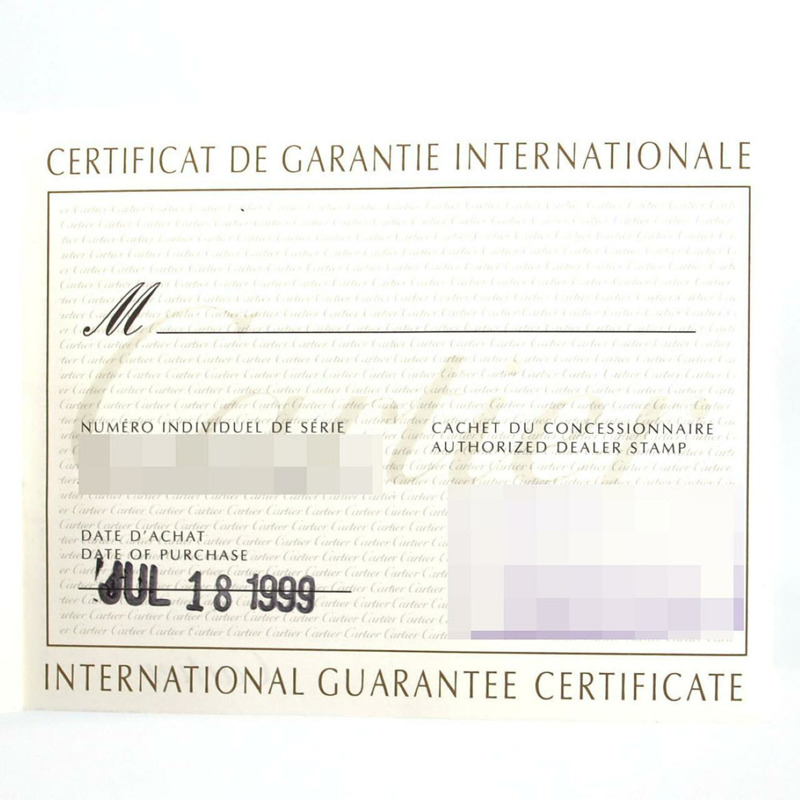 CERTIFICAT DE GARANTIE INTERNATIONALE
M
Cartier
NUMÉRO INDIVIDUEL DE SÉRIE
CACHET DU CONCESSIONNAIRE
AUTHORIZED DEALER STAMP
DATE D'ACHAT
DATE OF PURCHASE
JUL 18 1999
INTERNATIONAL GUARANTEE CERTIFICATE